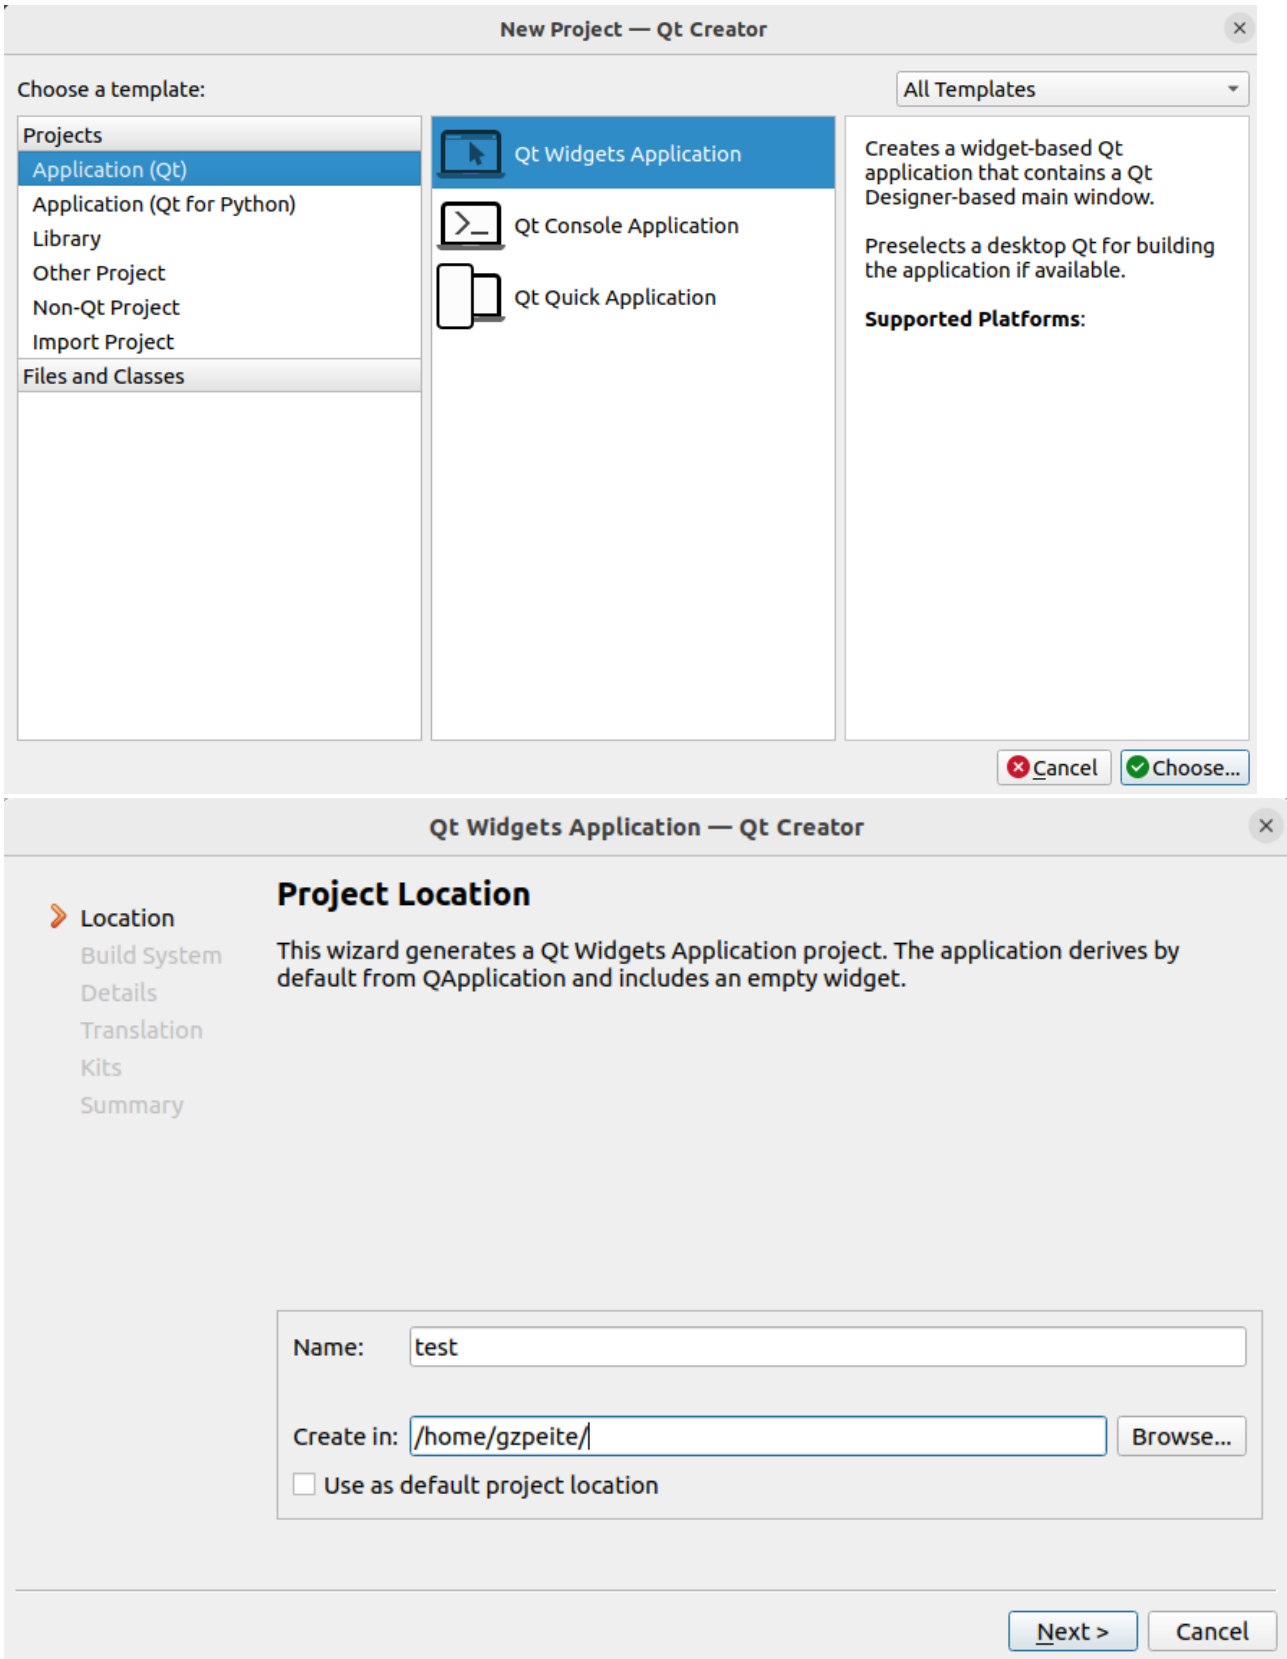 New Project — Qt Creator
Choose a template:
All Templates
Projects
Application (Qt)
Application (Qt for Python)
Library
Other Project
Non-Qt Project
Import Project
Files and Classes
Qt Widgets Application
Qt Console Application
Qt Quick Application
Creates a widget-based Qt
application that contains a Qt
Designer-based main window.
Preselects a desktop Qt for building
the application if available.
Supported Platforms:
Cancel
Choose...
Qt Widgets Application — Qt Creator
Location
Build System
Details
Translation
Kits
Summary
Project Location
This wizard generates a Qt Widgets Application project. The application derives by
default from QApplication and includes an empty widget.
Name:
test
Create in:
/home/gzpeite/
Browse...
Use as default project location
Next >
Cancel